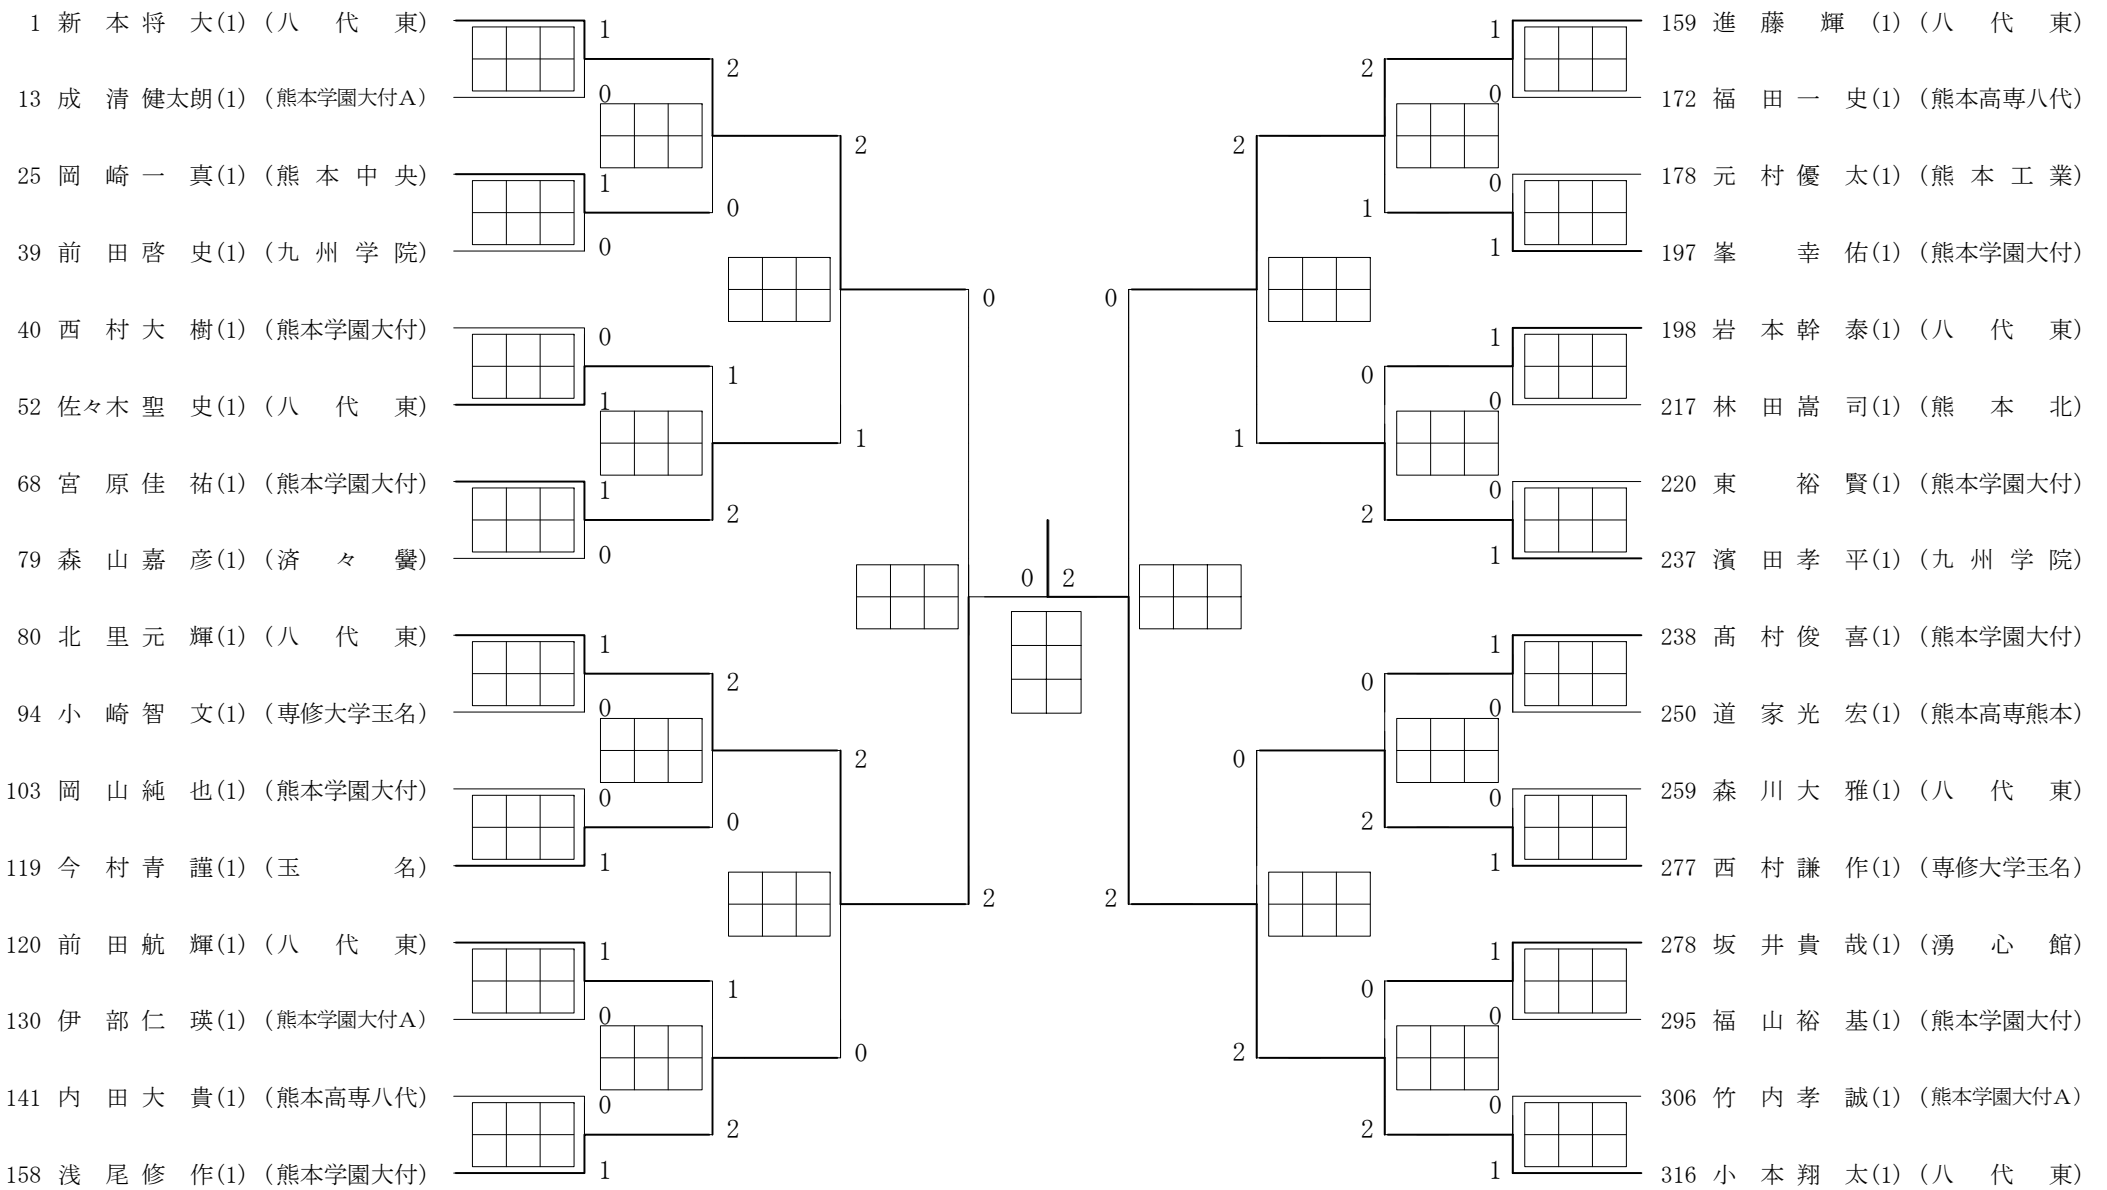 1 新 本 将 大(1) (八 代 東)
13 成 清 健太朗(1) (熊本学園大付A)
25 岡 崎 一 真(1) (熊 本 中 央)
39 前 田 啓 史(1) (九 州 学 院)
40 西 村 大 樹(1) (熊本学園大付)
52 佐々木 聖 史(1) (八 代 東)
68 宮 原 佳 祐(1) (熊本学園大付)
79 森 山 嘉 彦(1) (済 々 黌)
80 北 里 元 輝(1) (八 代 東)
94 小 崎 智 文(1) (専修大学玉名)
103 岡 山 純 也(1) (熊本学園大付)
119 今 村 青 謹(1) (玉 名)
120 前 田 航 輝(1) (八 代 東)
130 伊 部 仁 瑛(1) (熊本学園大付A)
141 内 田 大 貴(1) (熊本高専八代)
158 浅 尾 修 作(1) (熊本学園大付)
1
0
1
0
0
1
1
0
1
0
0
1
1
0
0
1
2
0
1
2
2
0
1
2
2
1
2
0
0
2
0 2
0
2
2
1
0
2
2
1
0
2
0
2
0
2
1
0
0
1
1
0
0
1
1
0
0
1
1
0
0
1
159 進 藤 輝 (1) (八 代 東)
172 福 田 一 史(1) (熊本高専八代)
178 元 村 優 太(1) (熊 本 工 業)
197 峯 幸 佑(1) (熊本学園大付)
198 岩 本 幹 泰(1) (八 代 東)
217 林 田 嵩 司(1) (熊 本 北)
220 東 裕 賢(1) (熊本学園大付)
237 濱 田 孝 平(1) (九 州 学 院)
238 髙 村 俊 喜(1) (熊本学園大付)
250 道 家 光 宏(1) (熊本高専熊本)
259 森 川 大 雅(1) (八 代 東)
277 西 村 謙 作(1) (専修大学玉名)
278 坂 井 貴 哉(1) (湧 心 館)
295 福 山 裕 基(1) (熊本学園大付)
306 竹 内 孝 誠(1) (熊本学園大付A)
316 小 本 翔 太(1) (八 代 東)